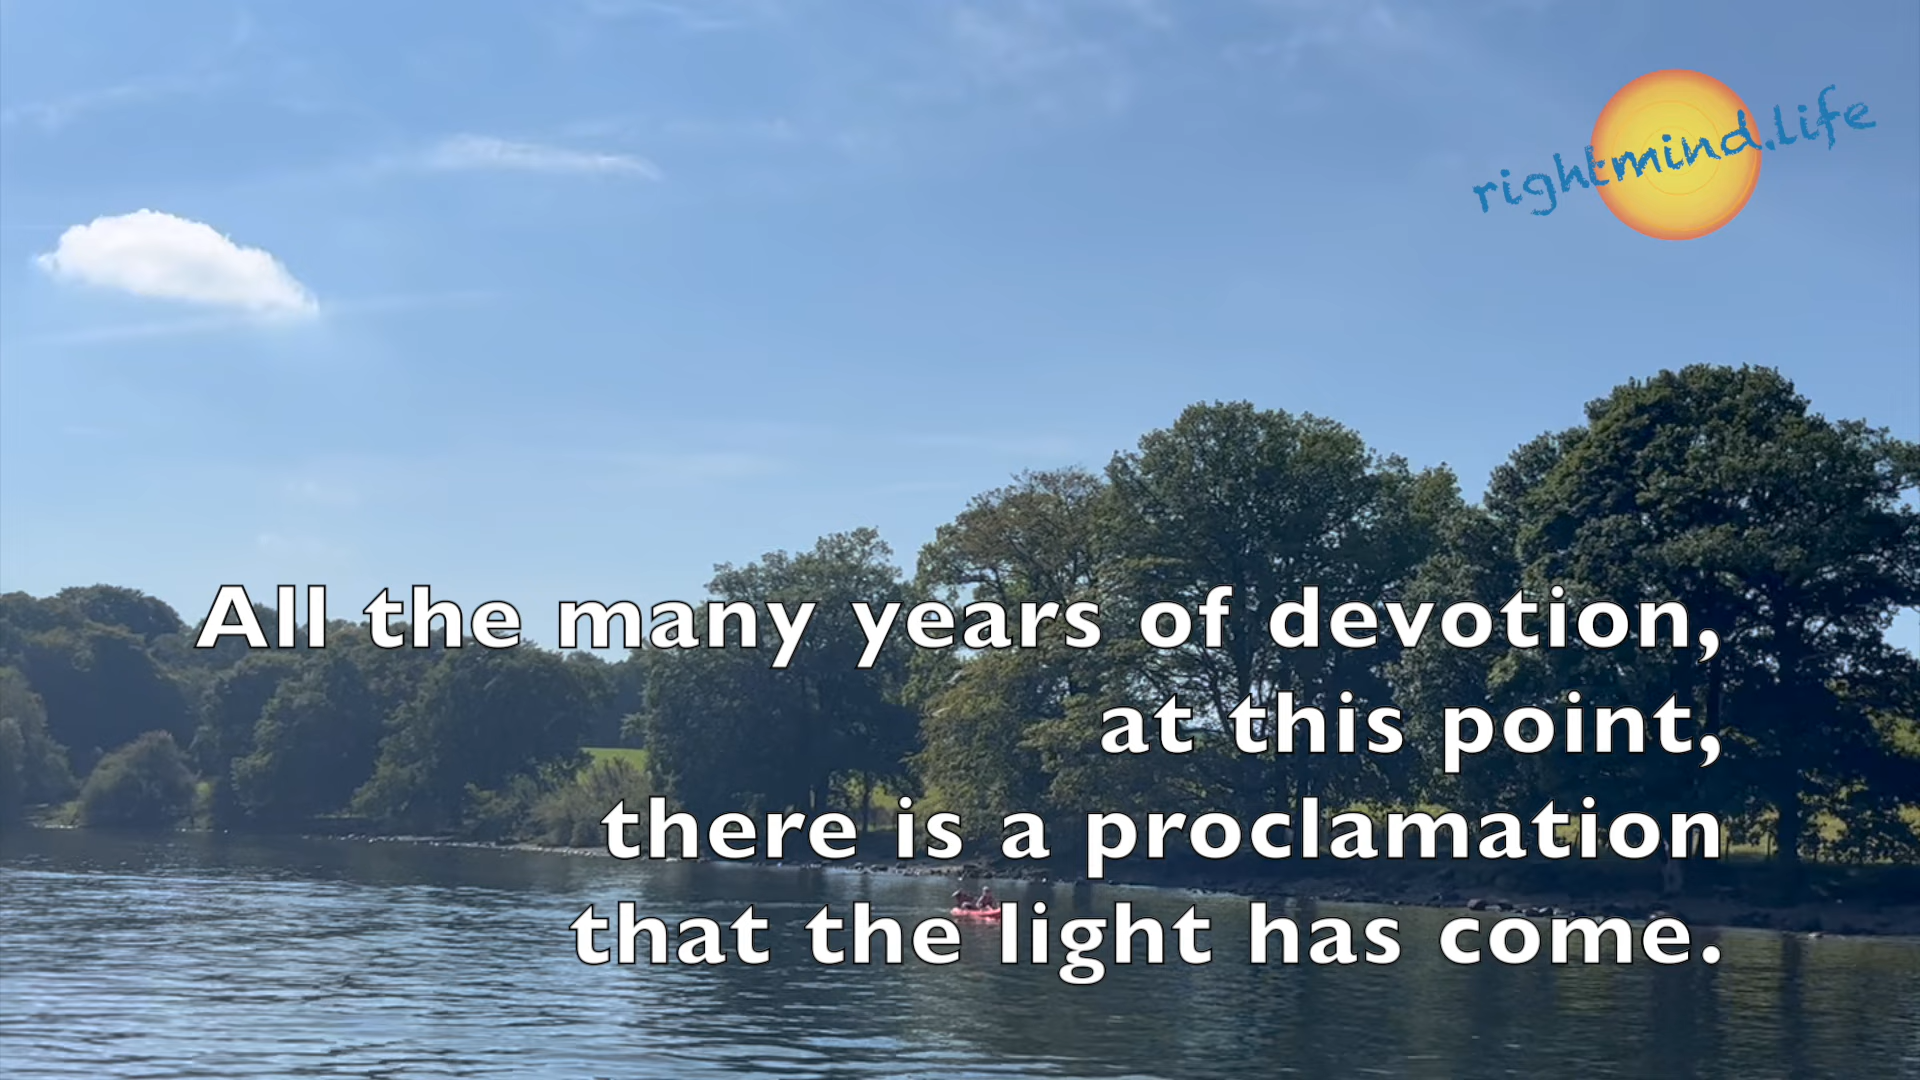 rightmind.life
All the many years of devotion,
at this point,
there is a proclamation
that the light has come.